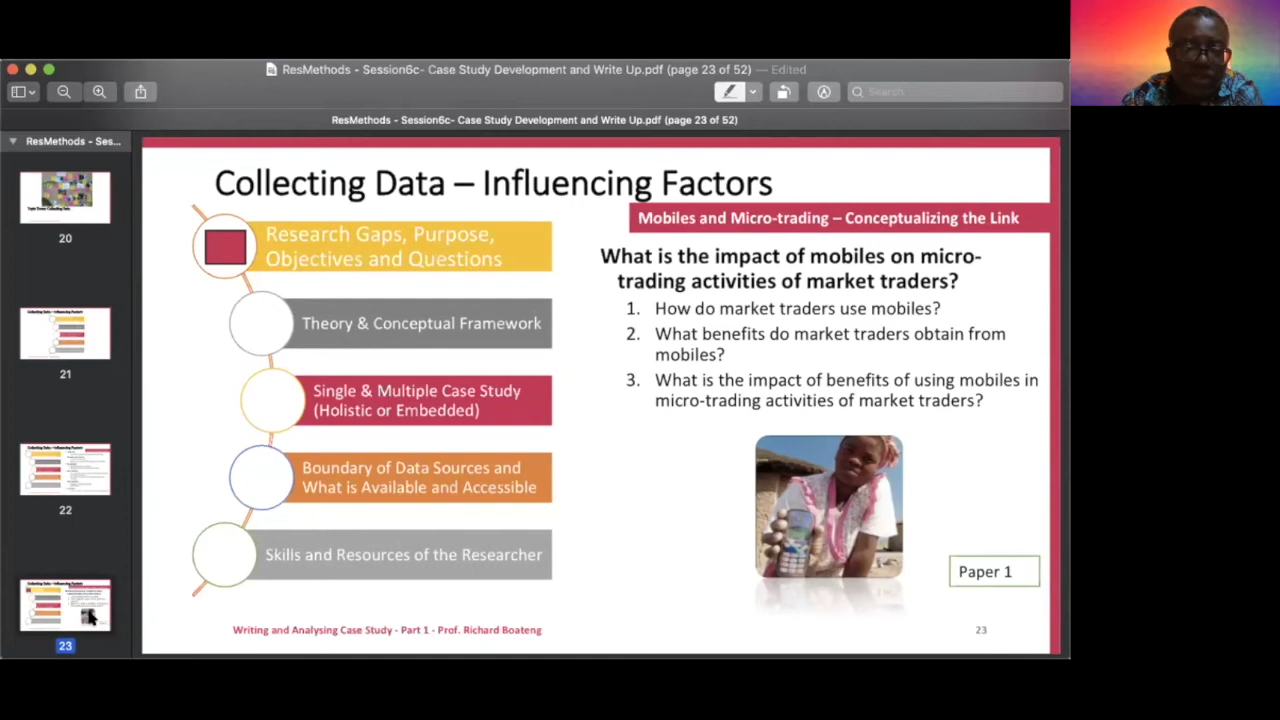 ResMethods - Session6c- Case Study Development and Write Up.pdf (page 23 of 52) — Edited
Search
ResMethods - Session6c- Case Study Development and Write Up.pdf (page 23 of 52)
ResMethods - Ses...
20
21
22
23
Collecting Data – Influencing Factors
Mobiles and Micro-trading – Conceptualizing the Link
Research Gaps, Purpose,
Objectives and Questions
Theory & Conceptual Framework
Single & Multiple Case Study
(Holistic or Embedded)
Boundary of Data Sources and
What is Available and Accessible
Skills and Resources of the Researcher
What is the impact of mobiles on micro-
trading activities of market traders?
1. How do market traders use mobiles?
2. What benefits do market traders obtain from
mobiles?
3. What is the impact of benefits of using mobiles in
micro-trading activities of market traders?
Paper 1
Writing and Analysing Case Study - Part 1 - Prof. Richard Boateng
23